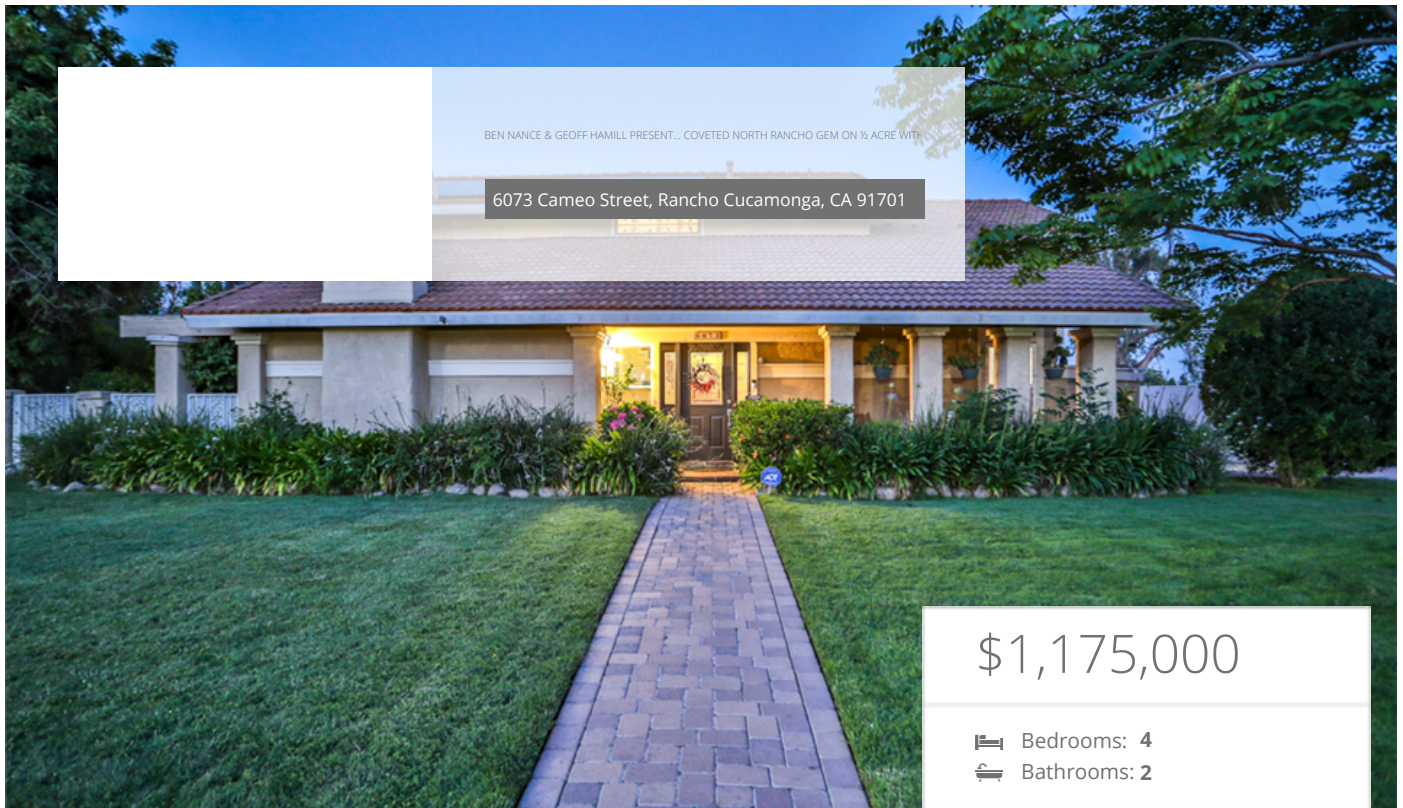 BEN NANCE & GEOFF HAMILL PRESENT... COVETED NORTH RANCHO GEM ON ½ ACRE WITH
6073 Cameo Street, Rancho Cucamonga, CA 91701
ADT
$1,175,000
Bedrooms: 4
Bathrooms: 2